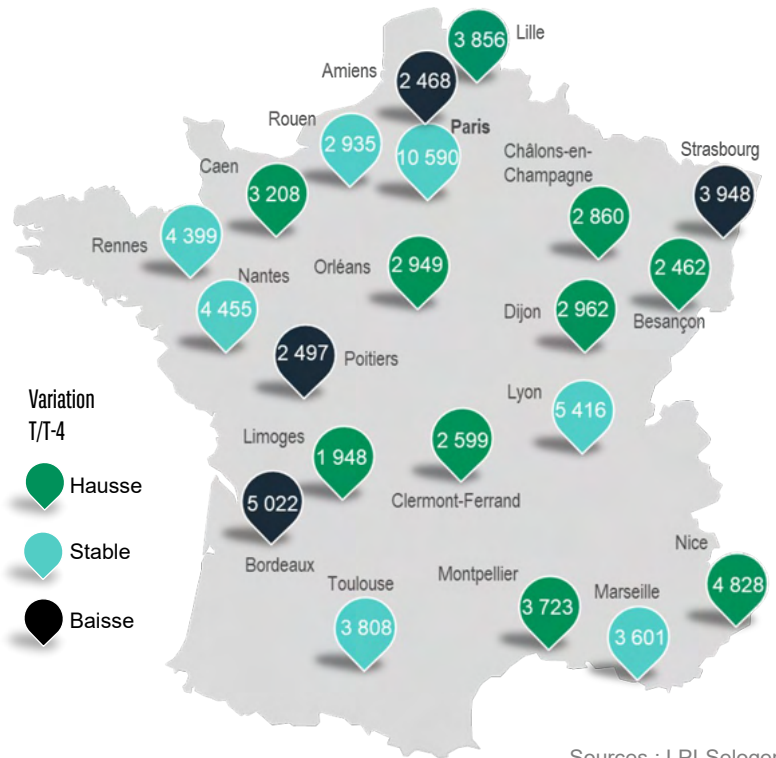 3 856
Lille
Amiens
2 468
Rouen
2 935
Paris
10 590
Châlons-en-
Champagne
2 860
Strasbourg
3 948
Caen
3 208
Rennes
4 399
Orléans
2 949
2 462
Besançon
Nantes
4 455
Dijon
2 962
2 497
Poitiers
Lyon
5 416
Variation
T/T-4
Hausse
Stable
Baisse
Limoges
1 948
2 599
Clermont-Ferrand
5 022
Bordeaux
Toulouse
3 808
Montpellier
3 723
Marseille
3 601
Nice
4 828
Sources : LPI Seloger